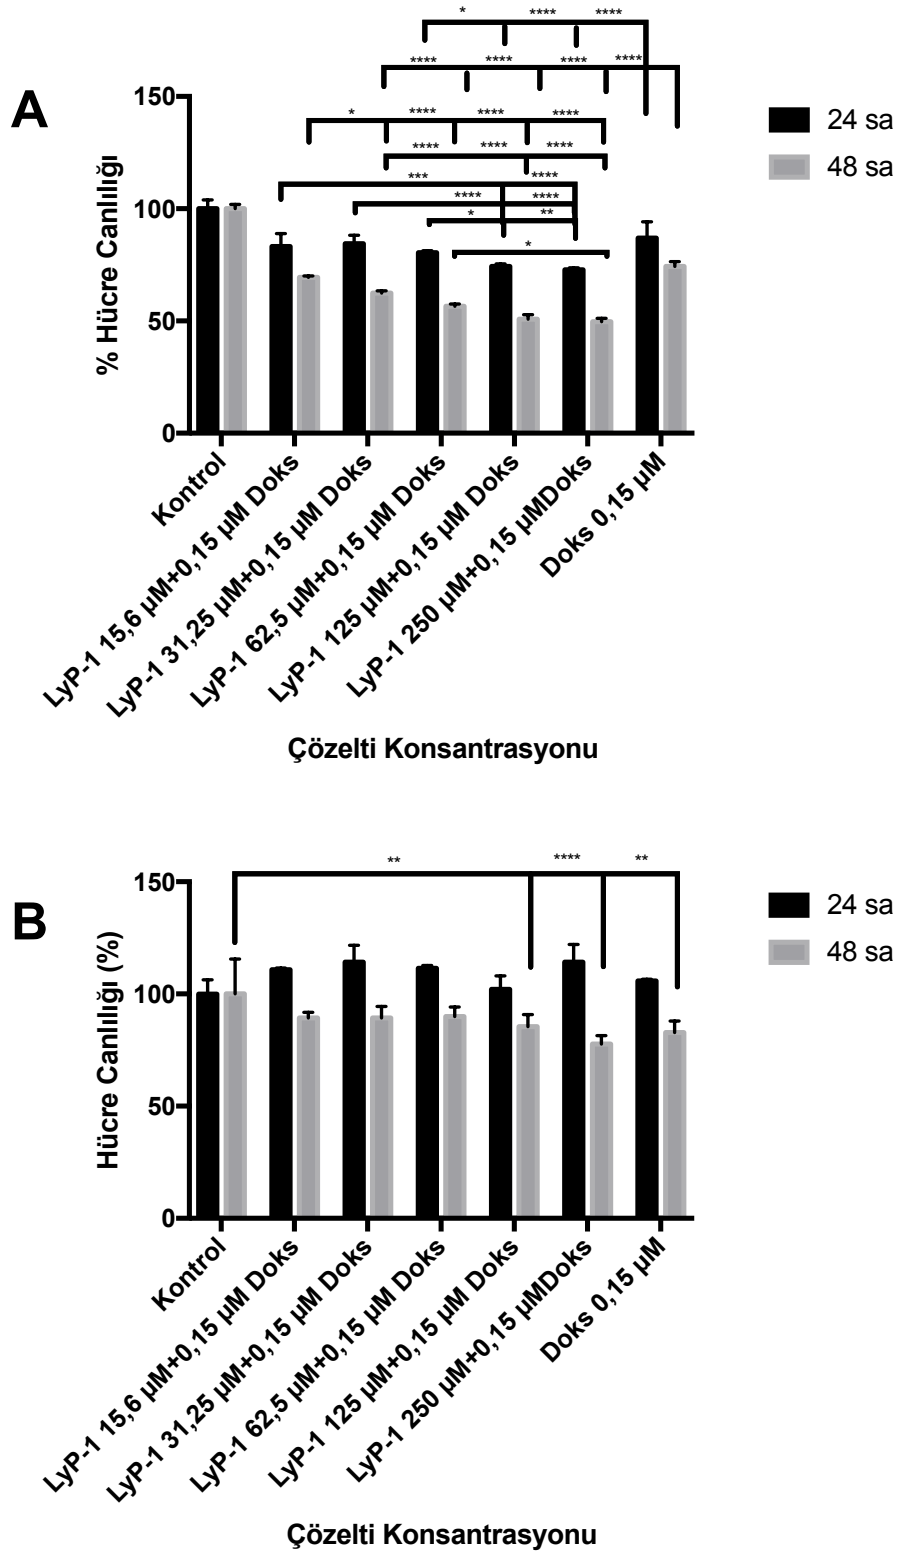 * **** ****
**** **** **** ****
A
150
100
50
0
% Hücre Canlılığı
* **** **** ****
**** **** ****
*** ****
**** ****
* **
*
24 sa
48 sa
Kontrol
LyP-1 15,6 µM+0,15 µM Doks
LyP-1 31,25 µM+0,15 µM Doks
LyP-1 62,5 µM+0,15 µM Doks
LyP-1 125 µM+0,15 µM Doks
LyP-1 250 µM+0,15 µMDoks
Doks 0,15 µM
Çözelti Konsantrasyonu
** **** **
B
150
100
50
0
Hücre Canlılığı (%)
24 sa
48 sa
Kontrol
LyP-1 15,6 µM+0,15 µM Doks
LyP-1 31,25 µM+0,15 µM Doks
LyP-1 62,5 µM+0,15 µM Doks
LyP-1 125 µM+0,15 µM Doks
LyP-1 250 µM+0,15 µMDoks
Doks 0,15 µM
Çözelti Konsantrasyonu